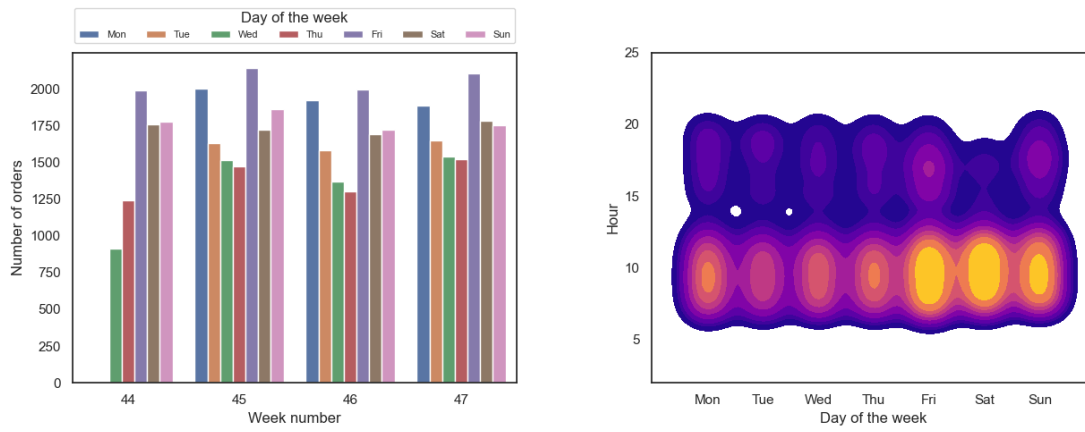 Day of the week
Mon Tue Wed Thu Fri Sat Sun
2000
1750
1500
1250
1000
750
500
250
0
Number of orders
44 45 46 47
Week number
25
20
15
10
5
Hour
Mon Tue Wed Thu Fri Sat Sun
Day of the week